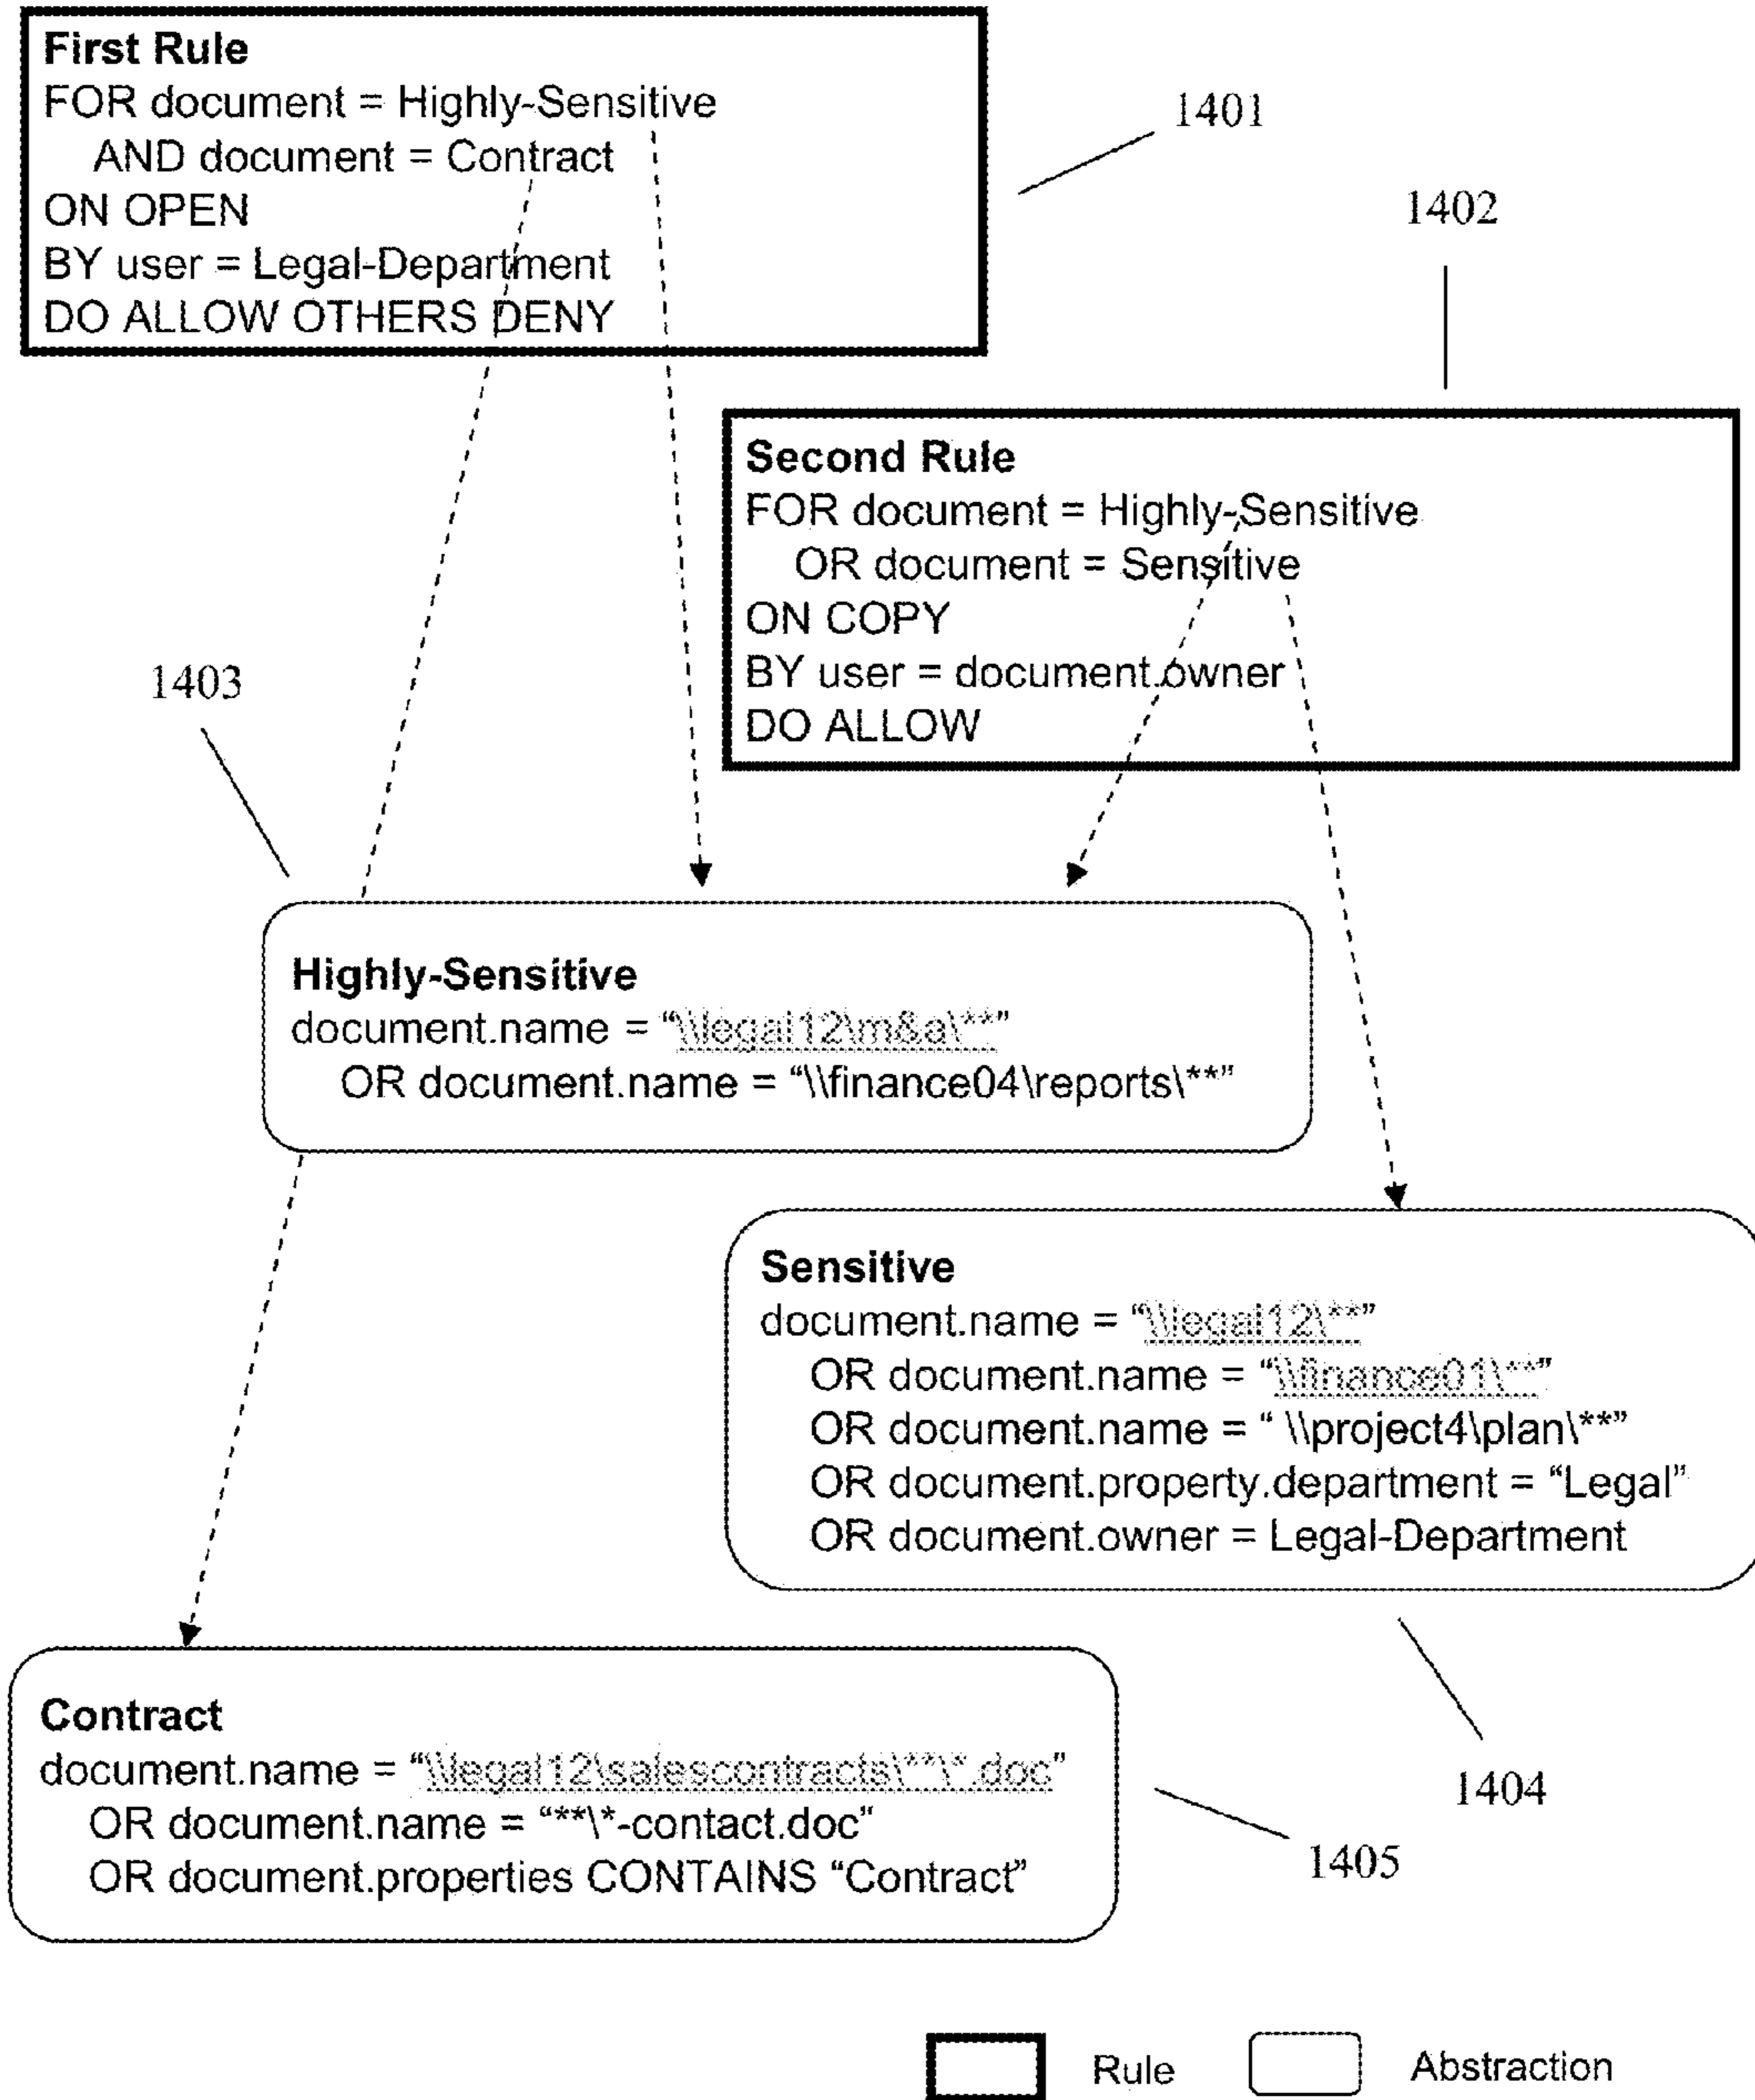 First Rule
FOR document = Highly-Sensitive
AND document = Contract
ON OPEN
BY user = Legal-Department
DO ALLOW OTHERS DENY
1401
1402
Second Rule
FOR document = Highly-Sensitive
OR document = Sensitive
ON COPY
BY user = document.owner
DO ALLOW
1403
Highly-Sensitive
document.name = “\\legal12\m&a\**”
OR document.name = “\\finance04\reports\**”
Sensitive
document.name = “\\legal12\**”
OR document.name = “\\finance01\**”
OR document.name = “ \\project4\plan\**”
OR document.property.department = “Legal”
OR document.owner = Legal-Department
1404
Contract
document.name = “\\legal12\salescontracts\**\*.doc”
OR document.name = “**\*-contact.doc”
OR document.properties CONTAINS “Contract”
1405
Rule
Abstraction